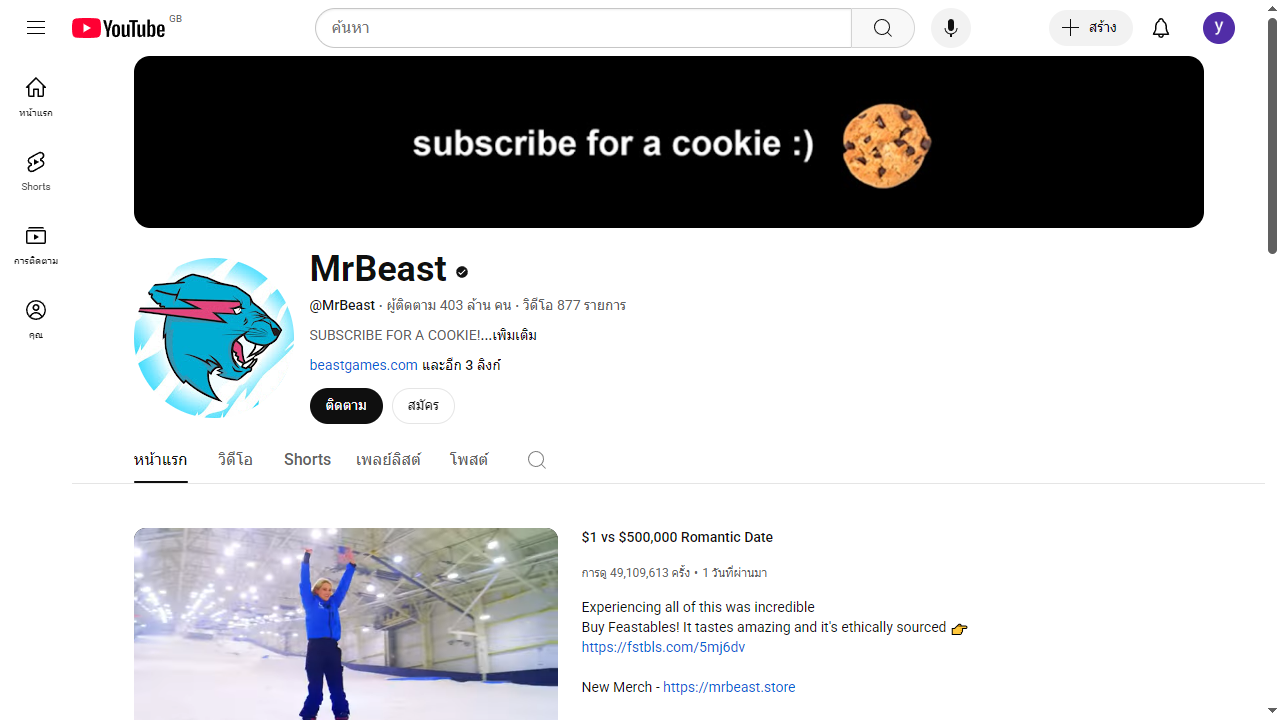 YouTube GB
ค้นหา
สร้าง
y
หน้าแรก
Shorts
การติดตาม
คุณ
subscribe for a cookie :)
MrBeast
@MrBeast · ผู้ติดตาม 403 ล้าน คน · วิดีโอ 877 รายการ
SUBSCRIBE FOR A COOKIE!...เพิ่มเติม
beastgames.com และอีก 3 ลิงก์
ติดตาม สมัคร
หน้าแรก วิดีโอ Shorts เพลย์ลิสต์ โพสต์
$1 vs $500,000 Romantic Date
การดู 49,109,613 ครั้ง • 1 วันที่ผ่านมา
Experiencing all of this was incredible
Buy Feastables! It tastes amazing and it's ethically sourced 👉
https://fstbls.com/5mj6dv
New Merch - https://mrbeast.store